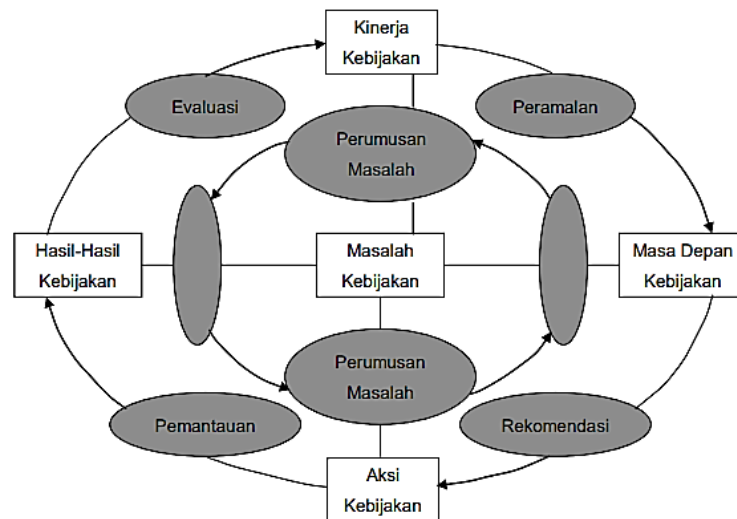 Kinerja
Kebijakan
Evaluasi
Peramalan
Perumusan
Masalah
Hasil-Hasil
Kebijakan
Masalah
Kebijakan
Masa Depan
Kebijakan
Perumusan
Masalah
Pemantauan
Rekomendasi
Aksi
Kebijakan